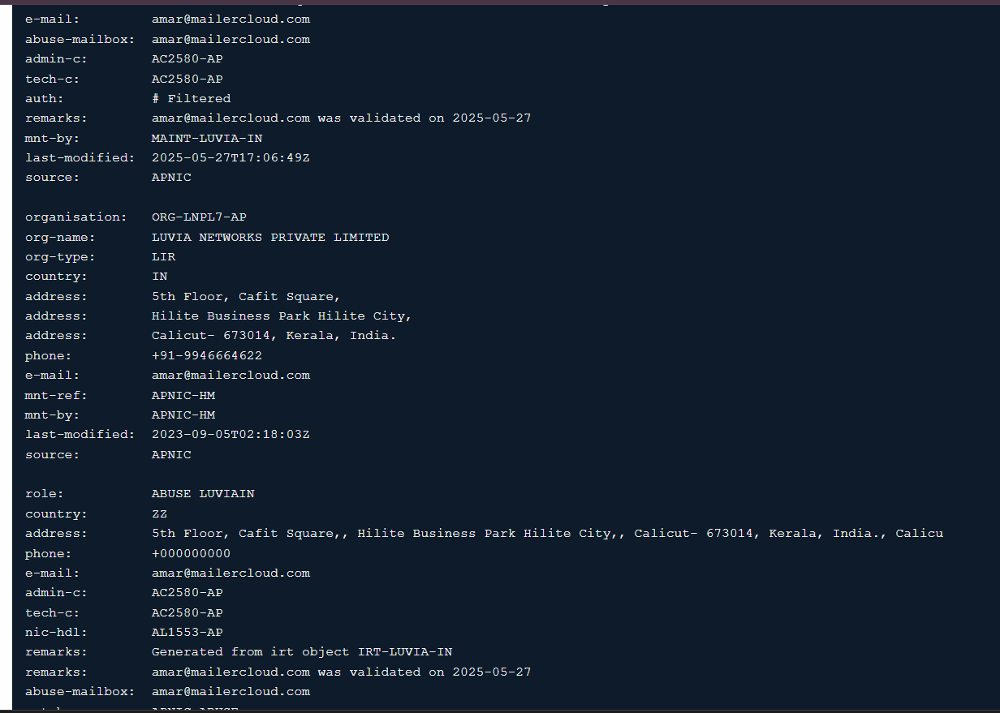 e-mail: amar@mailercloud.com
abuse-mailbox: amar@mailercloud.com
admin-c: AC2580-AP
tech-c: AC2580-AP
auth: # Filtered
remarks: amar@mailercloud.com was validated on 2025-05-27
mnt-by: MAINT-LUVIA-IN
last-modified: 2025-05-27T17:06:49Z
source: APNIC
organisation: ORG-LNPL7-AP
org-name: LUVIA NETWORKS PRIVATE LIMITED
org-type: LIR
country: IN
address: 5th Floor, Cafit Square,
address: Hilite Business Park Hilite City,
address: Calicut- 673014, Kerala, India.
phone: +91-9946664622
e-mail: amar@mailercloud.com
mnt-ref: APNIC-HM
mnt-by: APNIC-HM
last-modified: 2023-09-05T02:18:03Z
source: APNIC
role: ABUSE LUVIAIN
country: ZZ
address: 5th Floor, Cafit Square,, Hilite Business Park Hilite City,, Calicut- 673014, Kerala, India., Calicu
phone: +000000000
e-mail: amar@mailercloud.com
admin-c: AC2580-AP
tech-c: AC2580-AP
nic-hdl: AL1553-AP
remarks: Generated from irt object IRT-LUVIA-IN
remarks: amar@mailercloud.com was validated on 2025-05-27
abuse-mailbox: amar@mailercloud.com